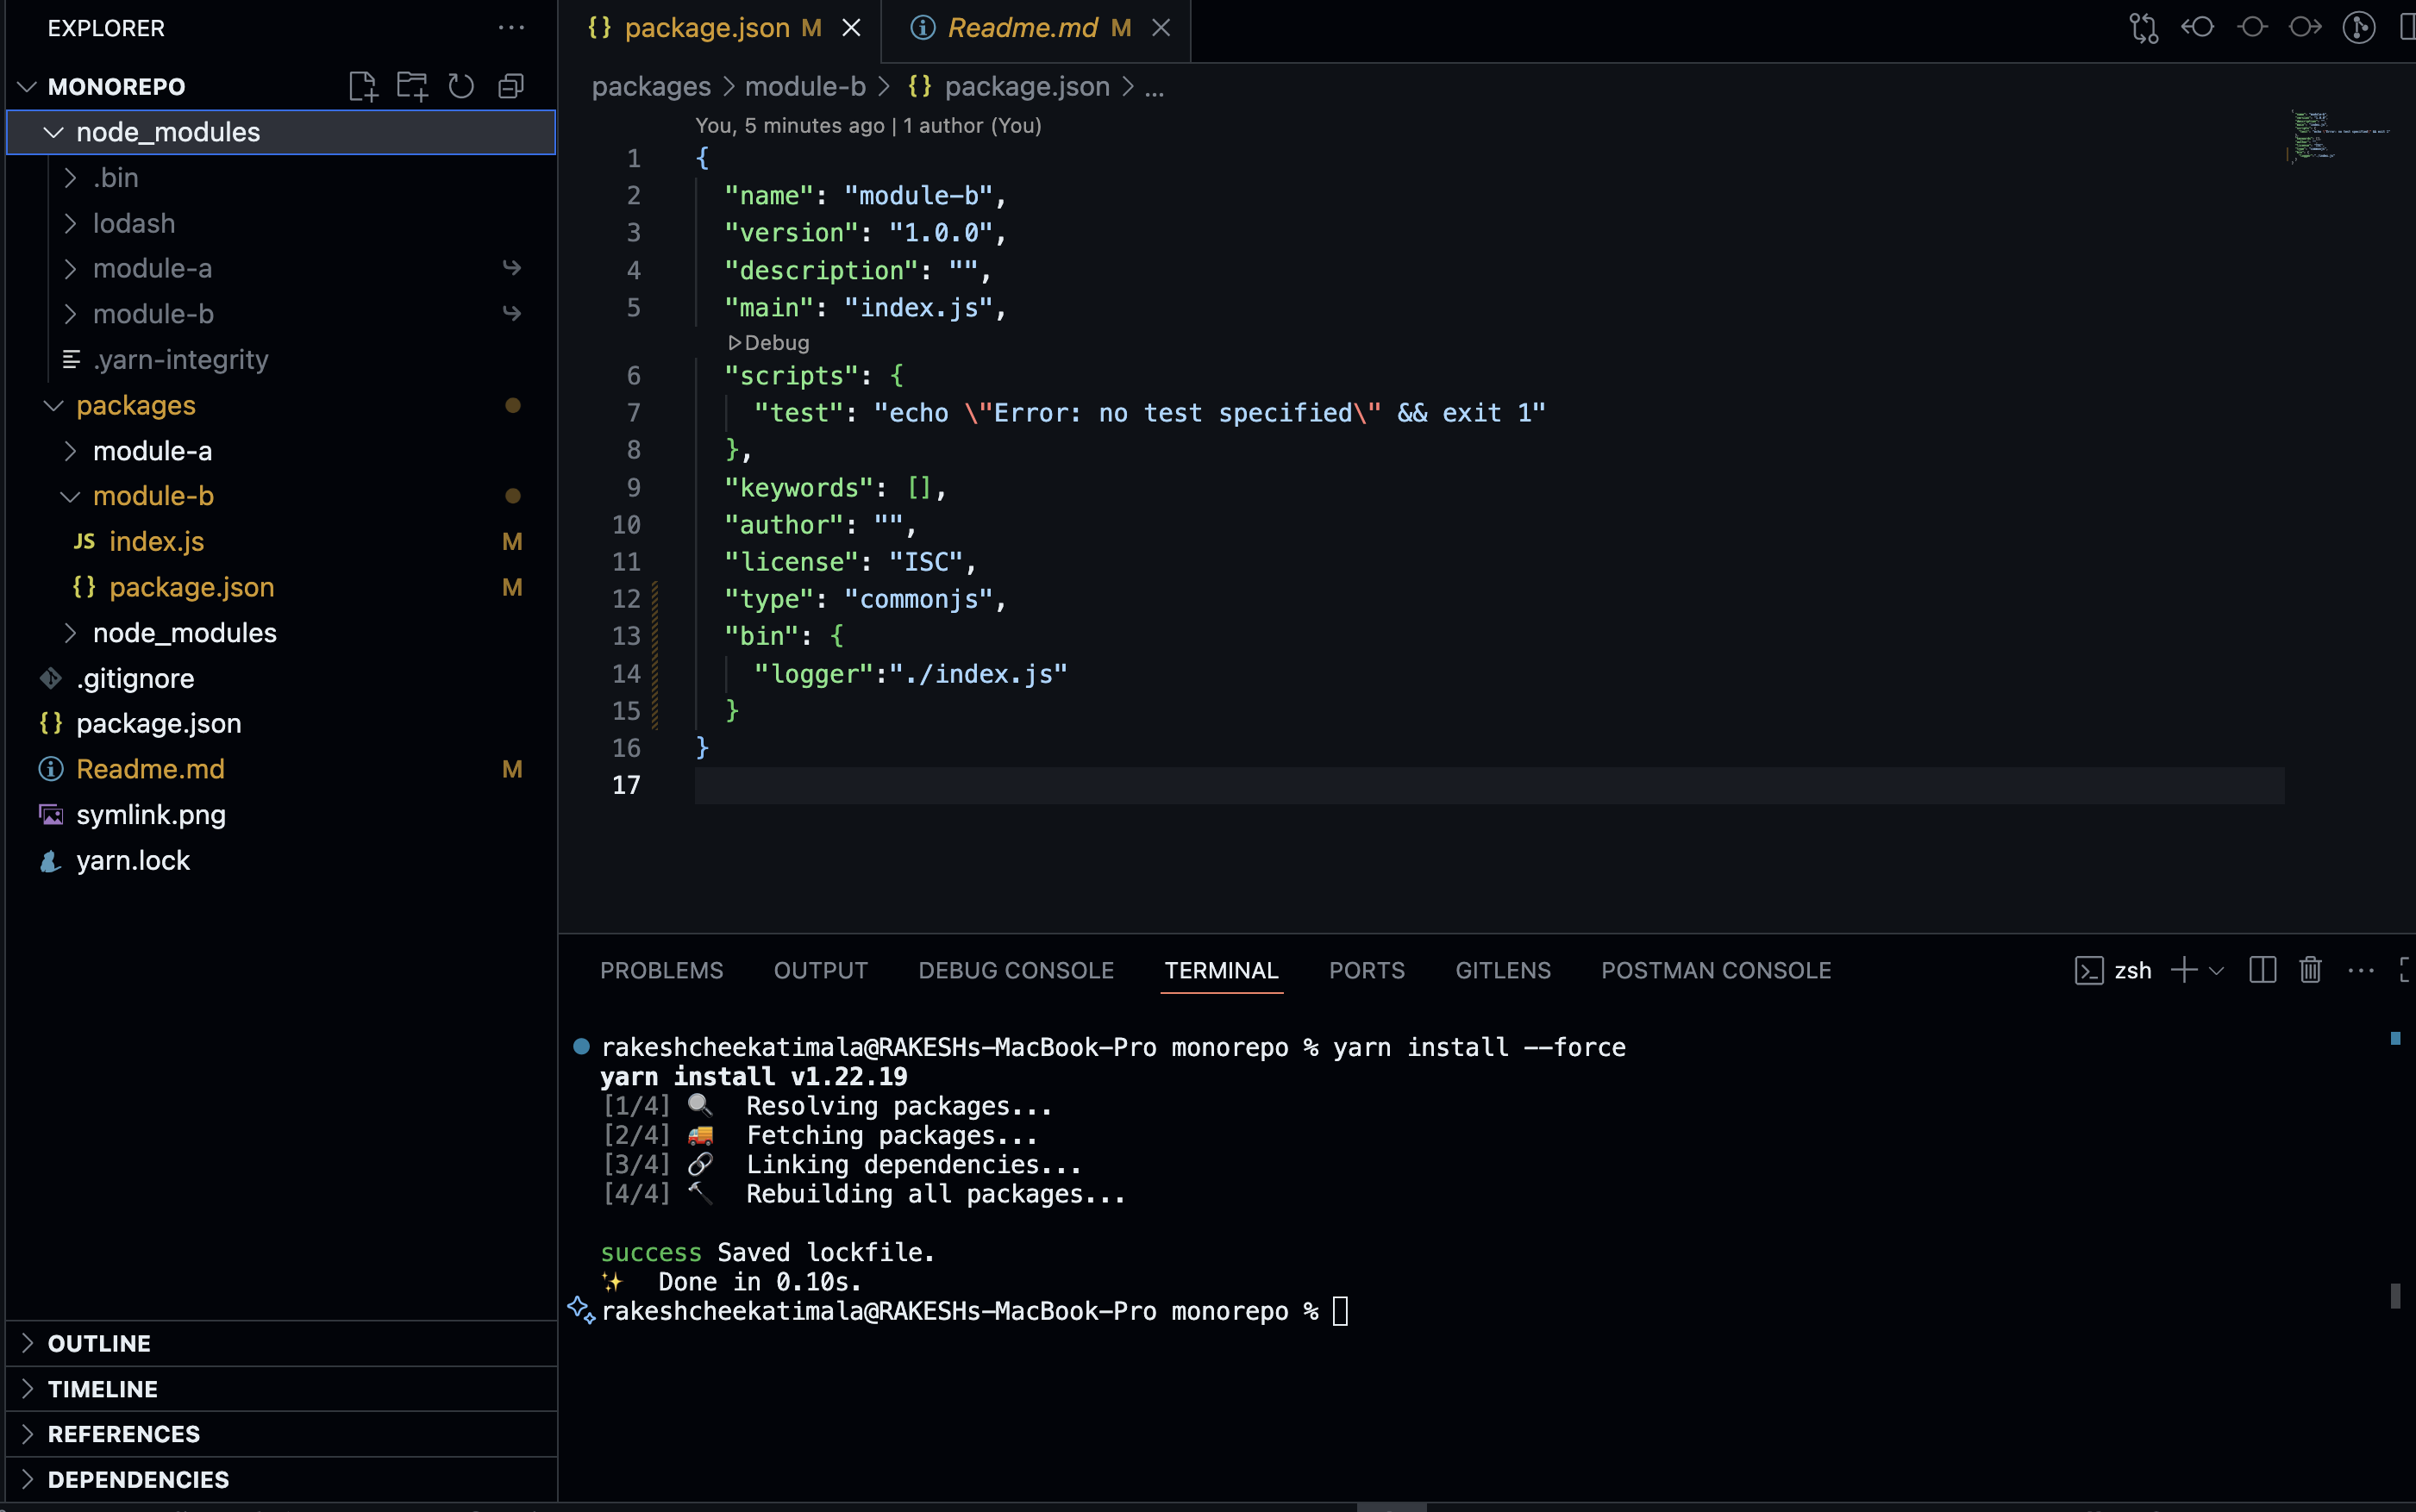 EXPLORER
MONOREPO
node_modules
.bin
lodash
module-a
module-b
.yarn-integrity
packages
module-a
module-b
JS index.js M
{} package.json M
node_modules
.gitignore
{} package.json
Readme.md M
symlink.png
yarn.lock
OUTLINE
TIMELINE
REFERENCES
DEPENDENCIES
{} package.json M
Readme.md M
packages > module-b > {} package.json > ...
You, 5 minutes ago | 1 author (You)
1 {
2 "name": "module-b",
3 "version": "1.0.0",
4 "description": "",
5 "main": "index.js",
Debug
6 "scripts": {
7 "test": "echo \"Error: no test specified\" && exit 1"
8 },
9 "keywords": [],
10 "author": "",
11 "license": "ISC",
12 "type": "commonjs",
13 "bin": {
14 "logger":"./index.js"
15 }
16 }
17
PROBLEMS OUTPUT DEBUG CONSOLE TERMINAL PORTS GITLENS POSTMAN CONSOLE
zsh
rakeshcheekatimala@RAKESHs-MacBook-Pro monorepo % yarn install --force
yarn install v1.22.19
[1/4] 🔍 Resolving packages...
[2/4] 🚚 Fetching packages...
[3/4] 🔗 Linking dependencies...
[4/4] 🔨 Rebuilding all packages...
success Saved lockfile.
✨ Done in 0.10s.
rakeshcheekatimala@RAKESHs-MacBook-Pro monorepo %